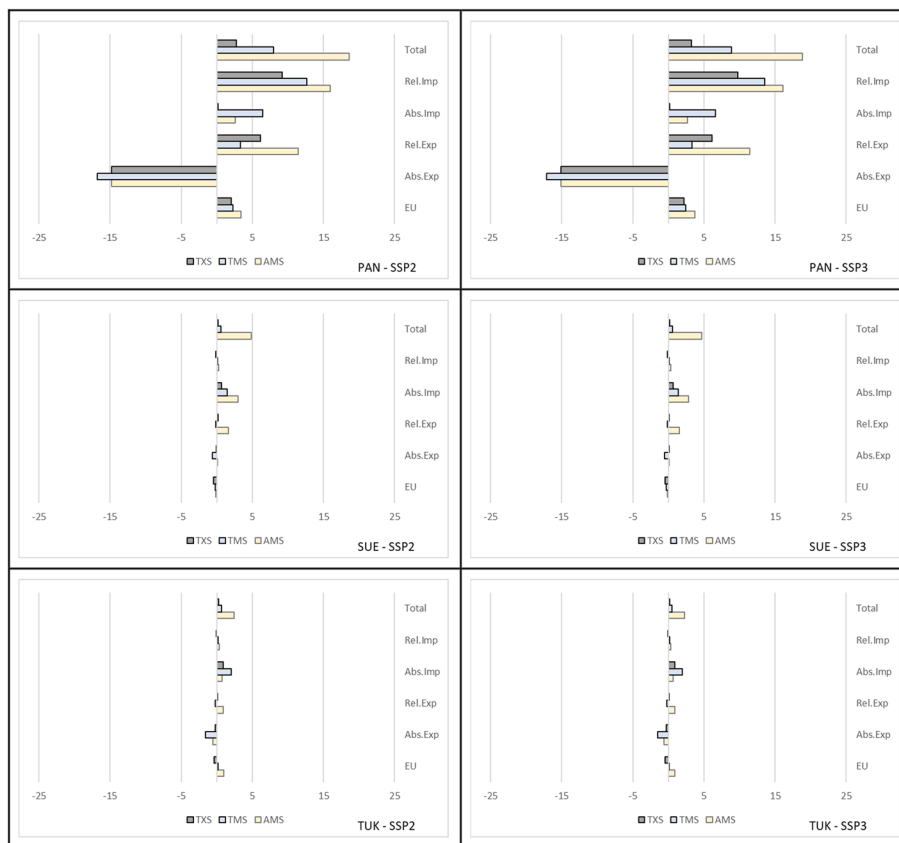 Total
Rel.Imp
Abs.Imp
Rel.Exp
Abs.Exp
EU
-25 -15 -5 5 15 25
TXS TMS AMS
PAN - SSP2
Total
Rel.Imp
Abs.Imp
Rel.Exp
Abs.Exp
EU
-25 -15 -5 5 15 25
TXS TMS AMS
PAN - SSP3
Total
Rel.Imp
Abs.Imp
Rel.Exp
Abs.Exp
EU
-25 -15 -5 5 15 25
TXS TMS AMS
SUE - SSP2
Total
Rel.Imp
Abs.Imp
Rel.Exp
Abs.Exp
EU
-25 -15 -5 5 15 25
TXS TMS AMS
SUE - SSP3
Total
Rel.Imp
Abs.Imp
Rel.Exp
Abs.Exp
EU
-25 -15 -5 5 15 25
TXS TMS AMS
TUK - SSP2
Total
Rel.Imp
Abs.Imp
Rel.Exp
Abs.Exp
EU
-25 -15 -5 5 15 25
TXS TMS AMS
TUK - SSP3